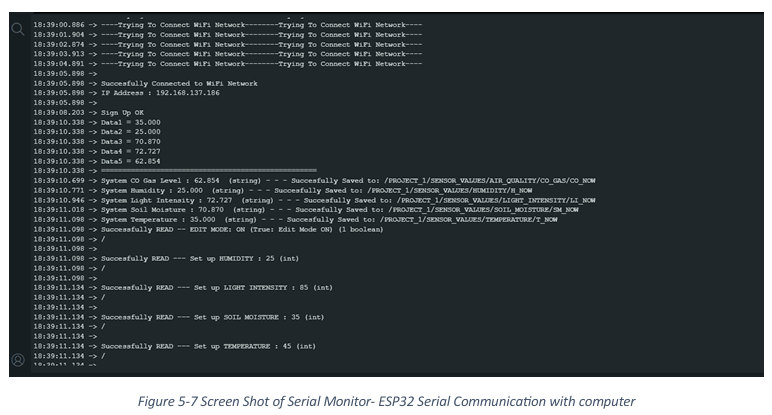 18:39:00.886 -> ----Trying To Connect WiFi Network--------Trying To Connect WiFi Network----
18:39:01.904 -> ----Trying To Connect WiFi Network--------Trying To Connect WiFi Network----
18:39:02.874 -> ----Trying To Connect WiFi Network--------Trying To Connect WiFi Network----
18:39:03.913 -> ----Trying To Connect WiFi Network--------Trying To Connect WiFi Network----
18:39:04.891 -> ----Trying To Connect WiFi Network--------Trying To Connect WiFi Network----
18:39:05.898 ->
18:39:05.898 -> Succesfully Connected to WiFi Network
18:39:05.898 -> IP Address : 192.168.137.186
18:39:05.898 ->
18:39:08.203 -> Sign Up OK
18:39:10.338 -> Data1 = 35.000
18:39:10.338 -> Data2 = 25.000
18:39:10.338 -> Data3 = 70.870
18:39:10.338 -> Data4 = 72.727
18:39:10.338 -> Data5 = 62.854
18:39:10.338 -> ================================================
18:39:10.699 -> System CO Gas Level : 62.854  (string) - - - Succesfully Saved to: /PROJECT_1/SENSOR_VALUES/AIR_QUALITY/CO_GAS/CO_NOW
18:39:10.771 -> System Humidity : 25.000  (string) - - - Succesfully Saved to: /PROJECT_1/SENSOR_VALUES/HUMIDITY/H_NOW
18:39:10.946 -> System Light Intensity : 72.727  (string) - - - Succesfully Saved to: /PROJECT_1/SENSOR_VALUES/LIGHT_INTENSITY/LI_NOW
18:39:11.018 -> System Soil Moisture : 70.870  (string) - - - Succesfully Saved to: /PROJECT_1/SENSOR_VALUES/SOIL_MOISTURE/SM_NOW
18:39:11.018 -> System Temperature : 35.000  (string) - - - Succesfully Saved to: /PROJECT_1/SENSOR_VALUES/TEMPERATURE/T_NOW
18:39:11.098 -> Successfully READ -- EDIT MODE: ON (True: Edit Mode ON) (1 boolean)
18:39:11.098 -> /
18:39:11.098 ->
18:39:11.098 -> Succesfully READ --- Set up HUMIDITY : 25 (int)
18:39:11.098 -> /
18:39:11.098 ->
18:39:11.134 -> Successfully READ --- Set up LIGHT INTENSITY : 85 (int)
18:39:11.134 -> /
18:39:11.134 ->
18:39:11.134 -> Successfully READ --- Set up SOIL MOISTURE : 35 (int)
18:39:11.134 -> /
18:39:11.134 ->
18:39:11.134 -> Successfully READ --- Set up TEMPERATURE : 45 (int)
18:39:11.134 -> /
18:39:11.134 ->
Figure 5-7 Screen Shot of Serial Monitor- ESP32 Serial Communication with computer